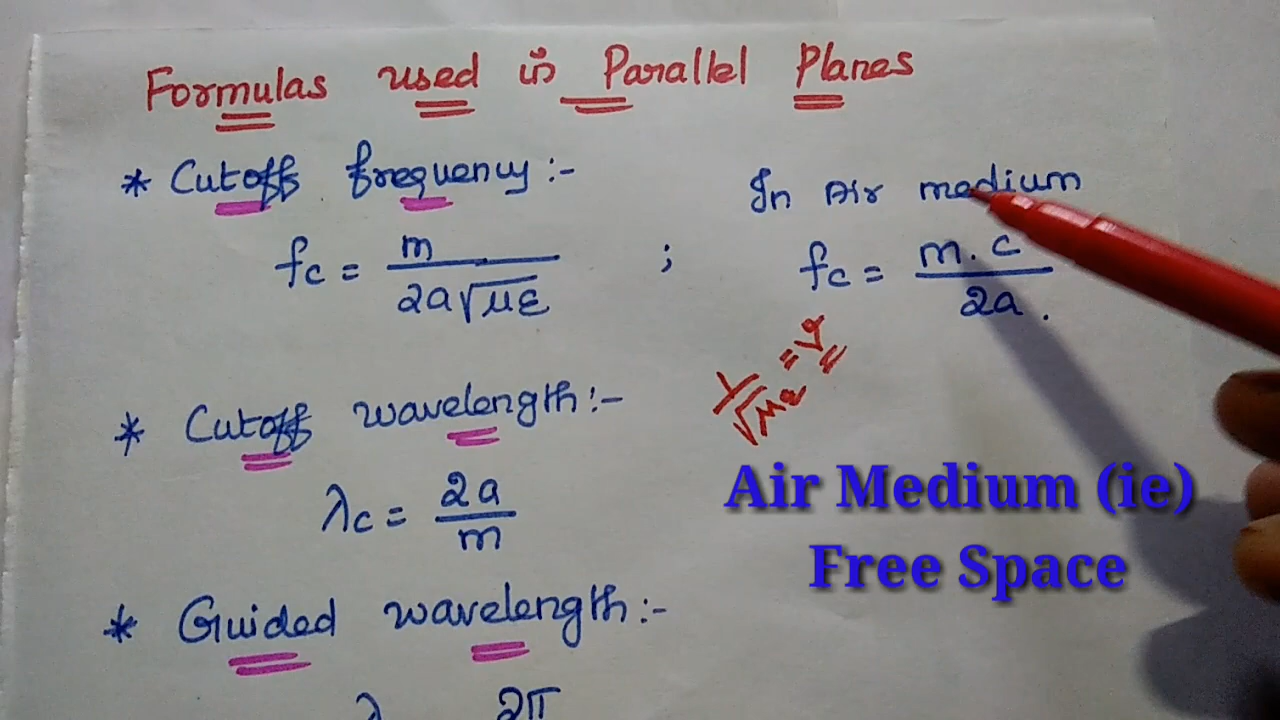 Formulas used in Parallel Planes
* Cutoff frequency :-
fc = m / 2a√με ;
In Air medium
fc = m.c / 2a .
1/√με = v
* Cutoff wavelength :-
λc = 2a / m
Air Medium (ie)
Free Space
* Guided wavelength :-
λ 2π